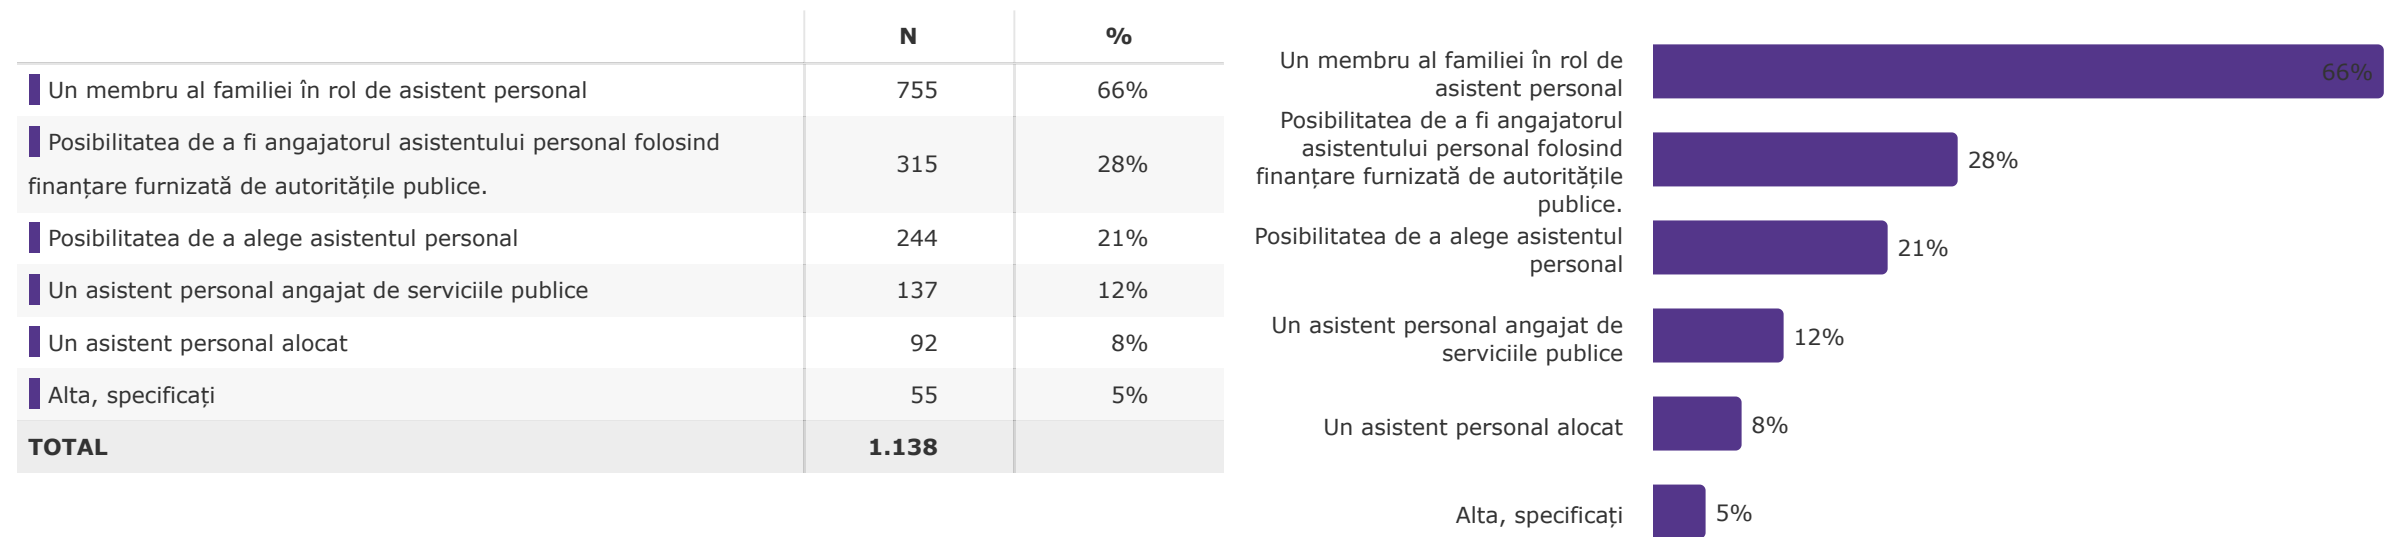 N %
Un membru al familiei în rol de asistent personal 755 66%
Posibilitatea de a fi angajatorul asistentului personal folosind
finanțare furnizată de autoritățile publice. 315 28%
Posibilitatea de a alege asistentul personal 244 21%
Un asistent personal angajat de serviciile publice 137 12%
Un asistent personal alocat 92 8%
Alta, specificați 55 5%
TOTAL 1.138
Un membru al familiei în rol de
asistent personal
66%
Posibilitatea de a fi angajatorul
asistentului personal folosind
finanțare furnizată de autoritățile
publice.
28%
Posibilitatea de a alege asistentul
personal
21%
Un asistent personal angajat de
serviciile publice
12%
Un asistent personal alocat
8%
Alta, specificați
5%